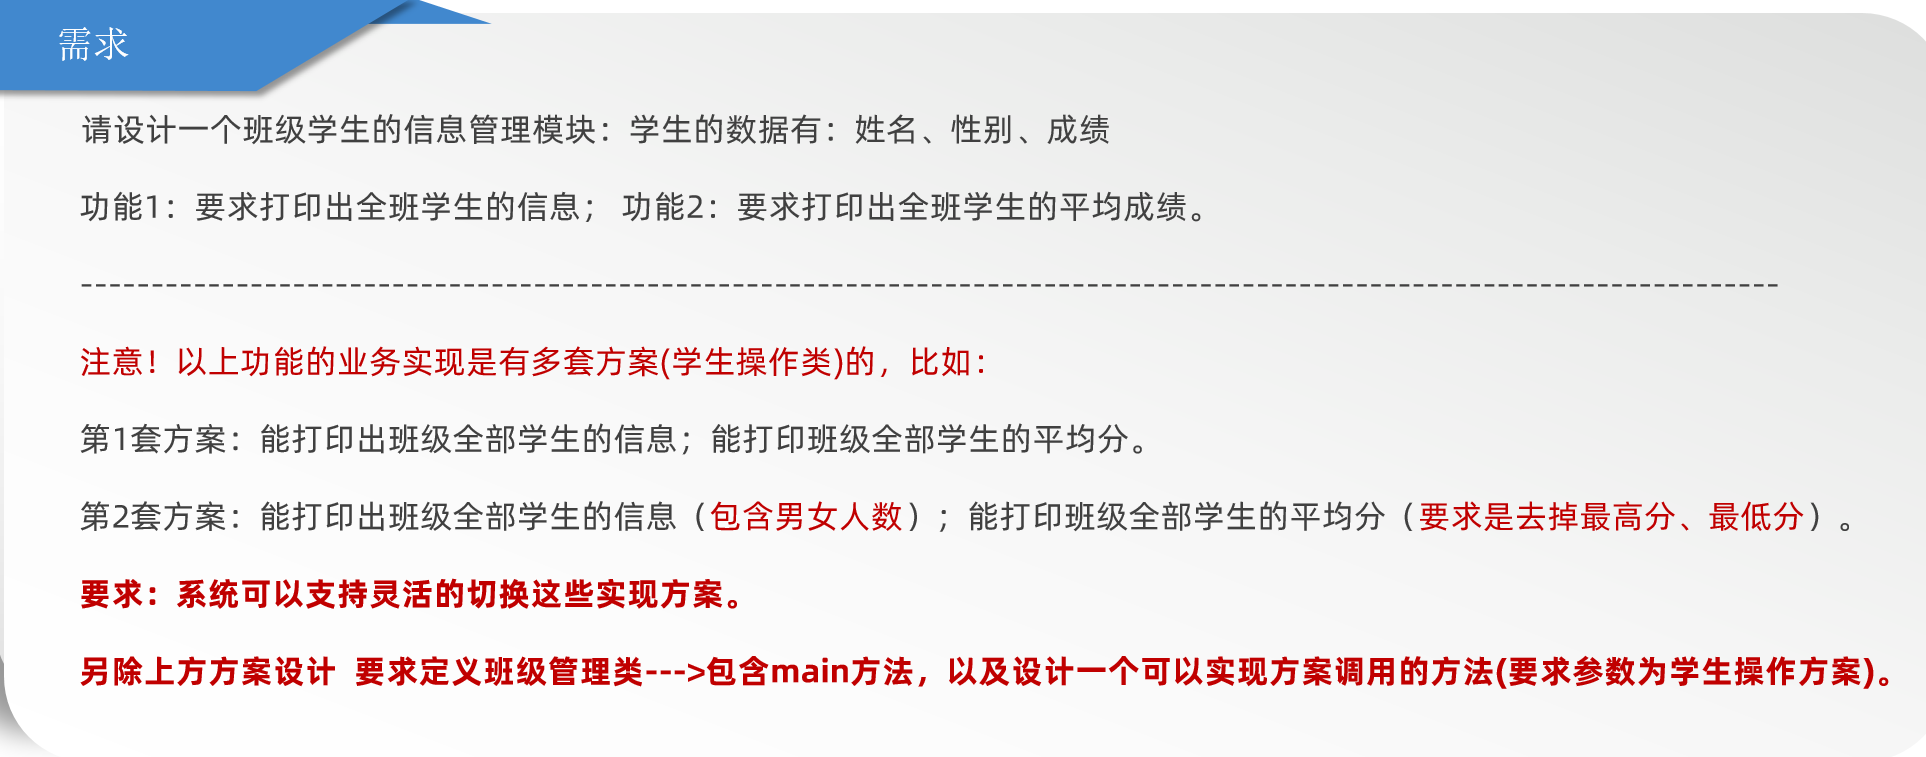 需求
请设计一个班级学生的信息管理模块：学生的数据有：姓名、性别、成绩
功能1：要求打印出全班学生的信息； 功能2：要求打印出全班学生的平均成绩。
---------------------------------------------------------------------------------------------------------------------------
注意！以上功能的业务实现是有多套方案(学生操作类)的，比如：
第1套方案：能打印出班级全部学生的信息；能打印班级全部学生的平均分。
第2套方案：能打印出班级全部学生的信息（包含男女人数）；能打印班级全部学生的平均分（要求是去掉最高分、最低分）。
要求：系统可以支持灵活的切换这些实现方案。
另除上方方案设计 要求定义班级管理类--->包含main方法，以及设计一个可以实现方案调用的方法(要求参数为学生操作方案)。